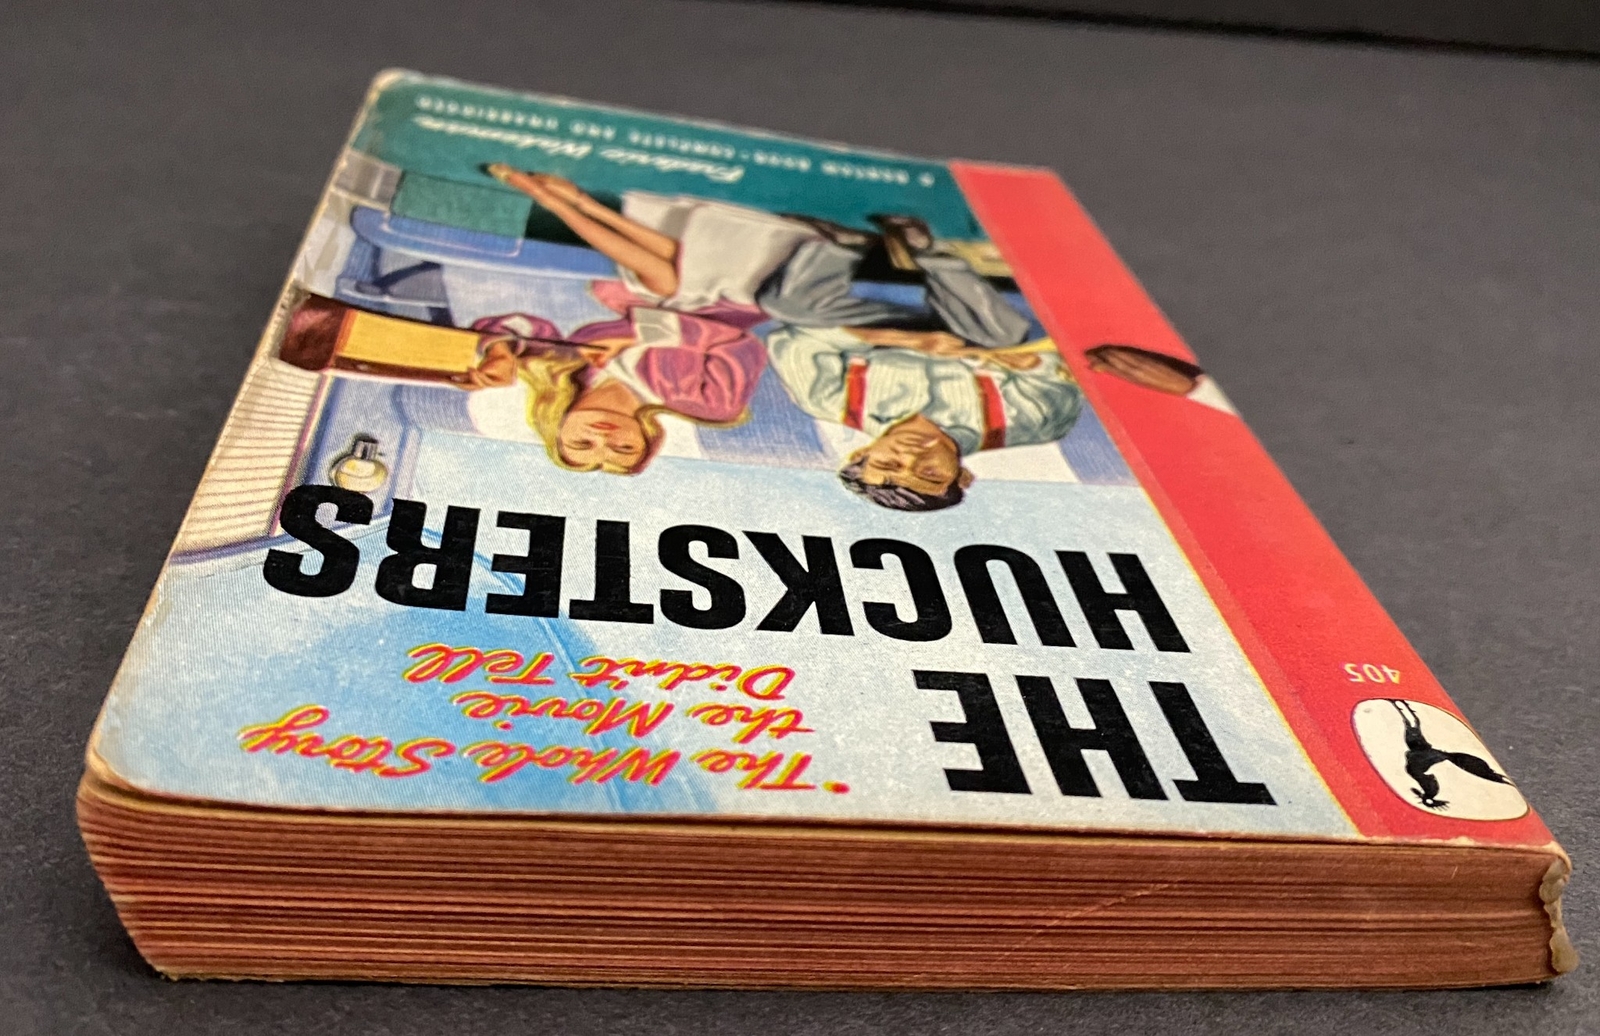 405
THE
HUCKSTERS
"The Whole Story
the Movie
Didn't Tell
Frederic Wakeman
A BANTAM BOOK • COMPLETE AND UNABRIDGED